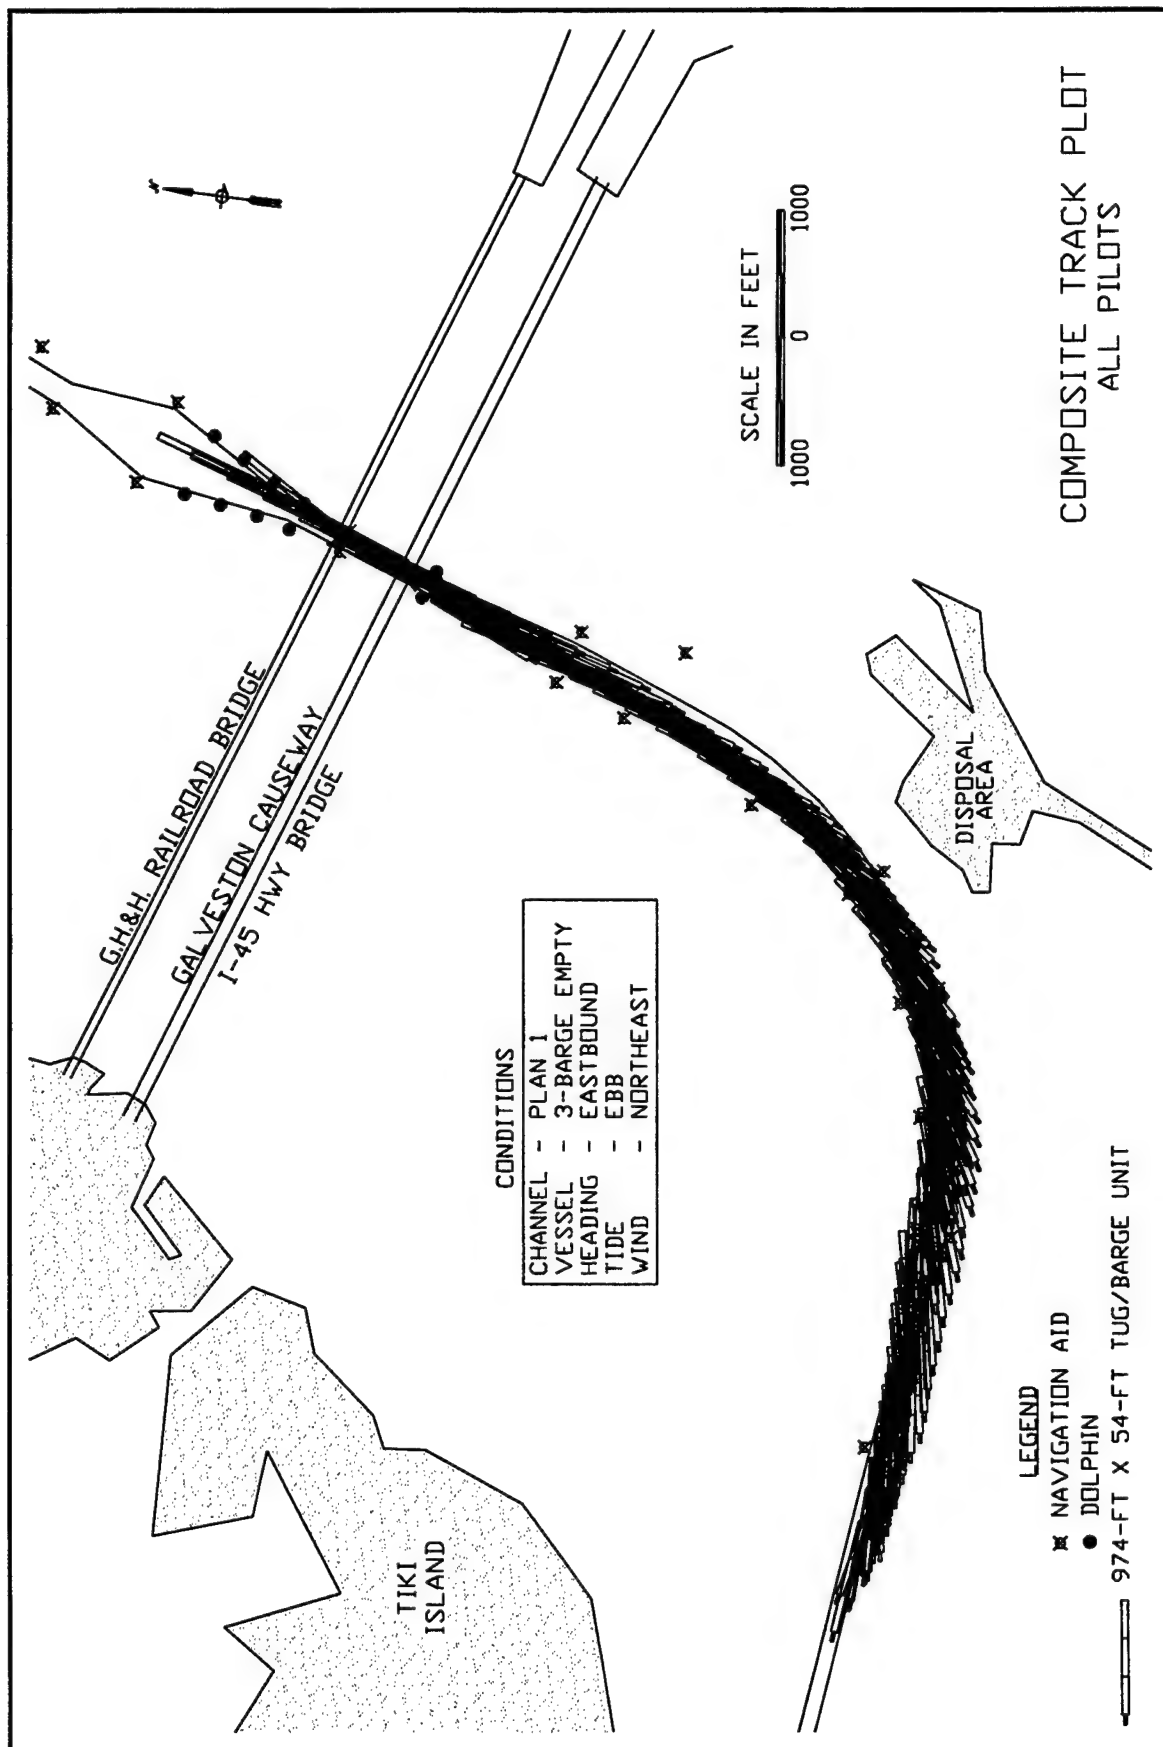 G.H.&H. RAILROAD BRIDGE
GALVESTON CAUSEWAY
I-45 HWY BRIDGE
N
TIKI
ISLAND
CONDITIONS
CHANNEL - PLAN 1
VESSEL - 3-BARGE EMPTY
HEADING - EASTBOUND
TIDE - EBB
WIND - NORTHEAST
SCALE IN FEET
1000 0 1000
DISPOSAL
AREA
LEGEND
NAVIGATION AID
DOLPHIN
974-FT X 54-FT TUG/BARGE UNIT
COMPOSITE TRACK PLOT
ALL PILOTS